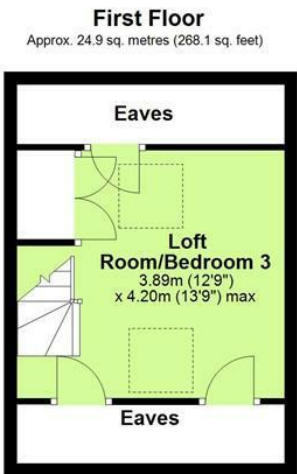 First Floor
Approx. 24.9 sq. metres (268.1 sq. feet)
Eaves
Loft
Room/Bedroom 3
3.89m (12'9")
x 4.20m (13'9") max
Eaves